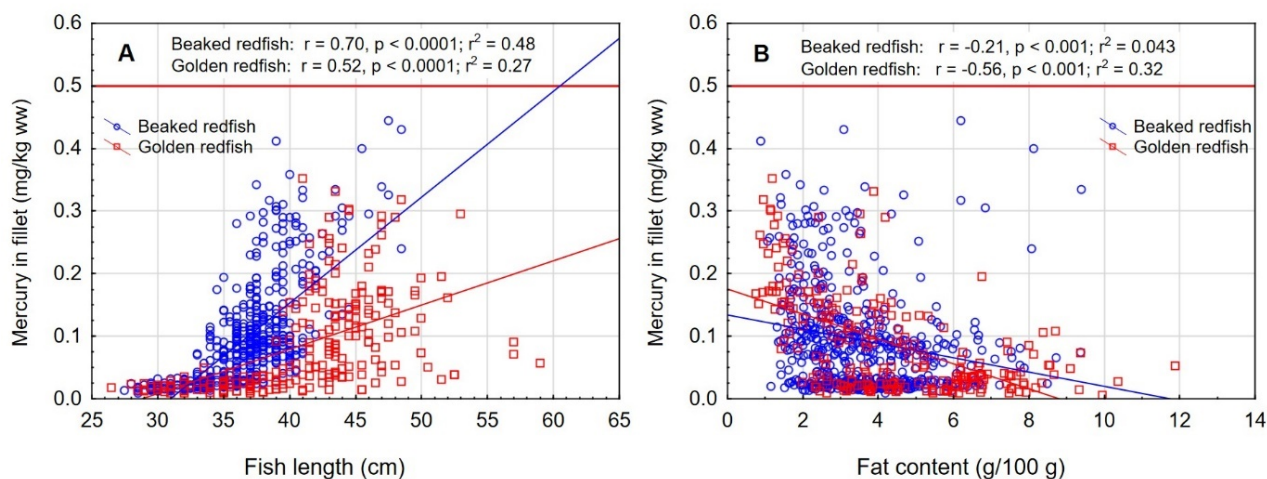 A
Beaked redfish: r = 0.70, p < 0.0001; r² = 0.48
Golden redfish: r = 0.52, p < 0.0001; r² = 0.27
Beaked redfish
Golden redfish
Mercury in fillet (mg/kg ww)
0.6
0.5
0.4
0.3
0.2
0.1
0.0
25 30 35 40 45 50 55 60 65
Fish length (cm)
B
Beaked redfish: r = -0.21, p < 0.001; r² = 0.043
Golden redfish: r = -0.56, p < 0.001; r² = 0.32
Beaked redfish
Golden redfish
Mercury in fillet (mg/kg ww)
0.6
0.5
0.4
0.3
0.2
0.1
0.0
0 2 4 6 8 10 12 14
Fat content (g/100 g)